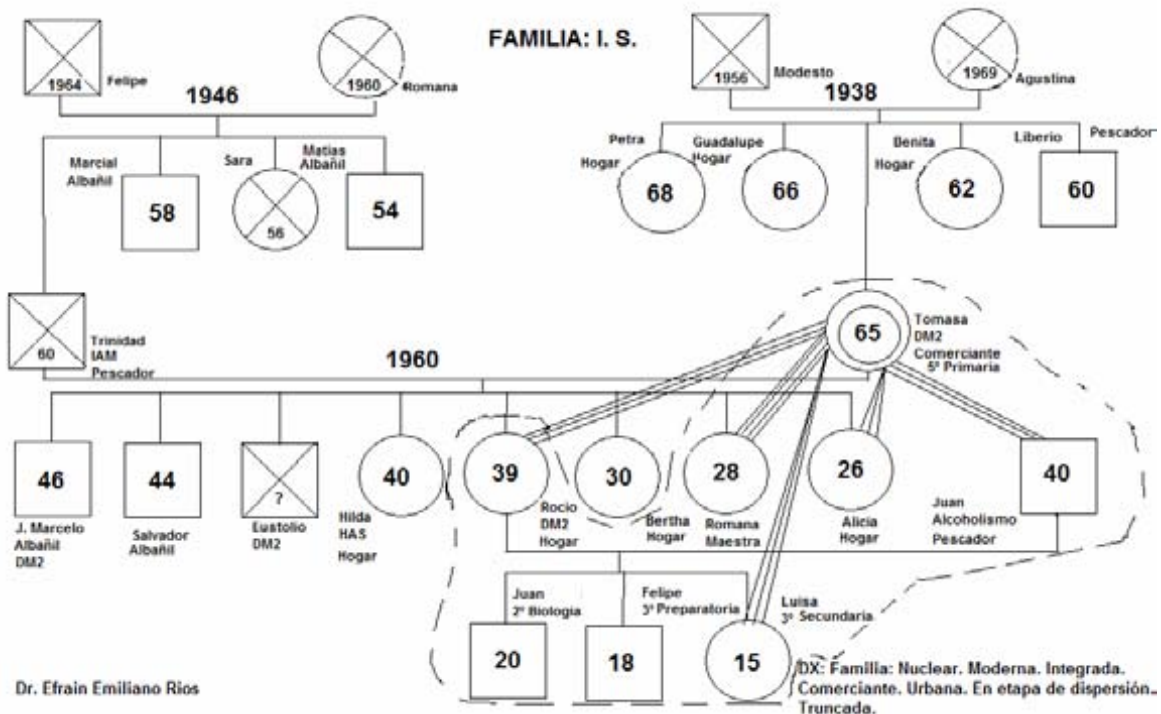 FAMILIA: I. S.
1964
Felipe
1960
Romana
1946
1956
Modesto
1969
Agustina
1938
Marcial
Albañil
58
Sara
56
Matias
Albañil
54
Petra
Hogar
68
Guadalupe
Hogar
66
Benita
Hogar
62
Liberio
Pescador
60
60
Trinidad
IAM
Pescador
1960
65
Tomasa
DM2
Comerciante
5º Primaria
46
J. Marcelo
Albañil
DM2
44
Salvador
Albañil
?
Eustolio
DM2
40
Hilda
HAS
Hogar
39
Rocio
DM2
Hogar
30
Bertha
Hogar
28
Romana
Maestra
26
Alicia
Hogar
40
Juan
Alcoholismo
Pescador
Juan
2º Biologia
20
Felipe
3º Preparatoria
18
Luisa
3º Secundaria
15
Dr. Efrain Emiliano Rios
DX: Familia: Nuclear. Moderna. Integrada.
Comerciante. Urbana. En etapa de dispersión..
Truncada.